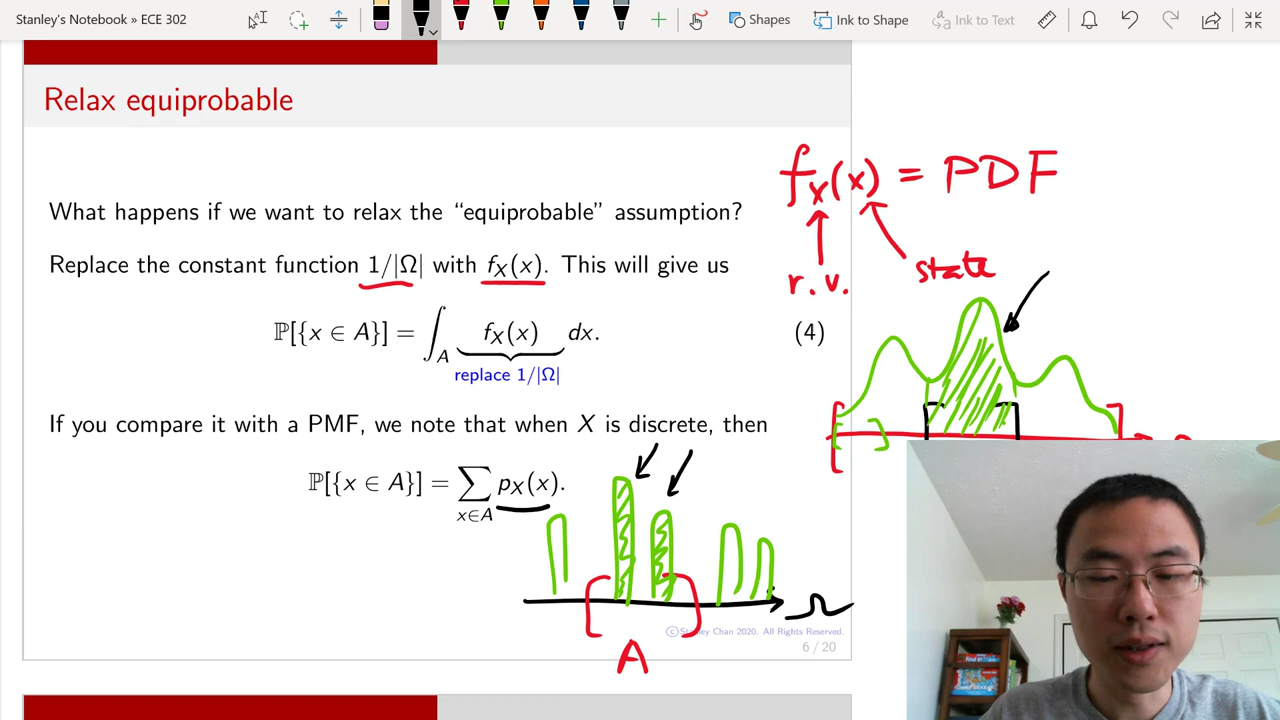 Stanley's Notebook » ECE 302
Shapes
Ink to Shape
Ink to Text
Relax equiprobable
What happens if we want to relax the “equiprobable” assumption?
Replace the constant function 1/|Ω| with f_X(x). This will give us
ℙ[{x ∈ A}] = ∫_A f_X(x) dx. (4)
replace 1/|Ω|
If you compare it with a PMF, we note that when X is discrete, then
ℙ[{x ∈ A}] = ∑_{x∈A} p_X(x).
f_X(x) = PDF
r.v.
state
Ω
A
©Stanley Chan 2020. All Rights Reserved.
6 / 20